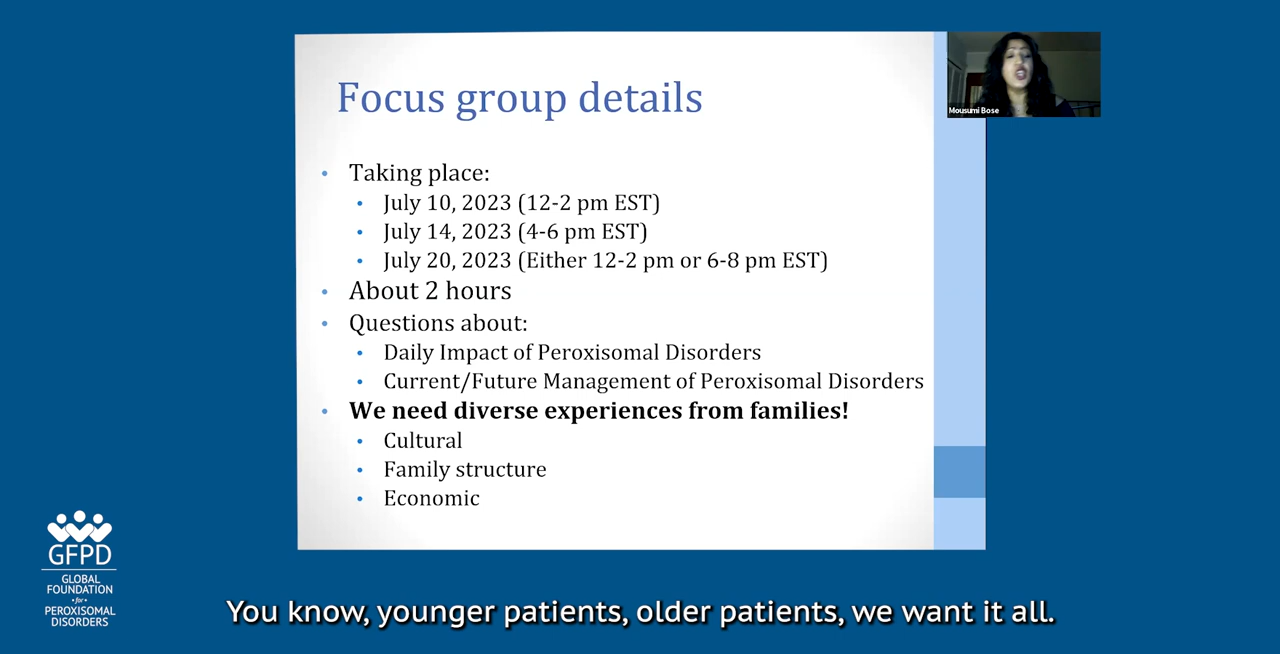 Focus group details
Mousumi Bose
• Taking place:
• July 10, 2023 (12-2 pm EST)
• July 14, 2023 (4-6 pm EST)
• July 20, 2023 (Either 12-2 pm or 6-8 pm EST)
• About 2 hours
• Questions about:
• Daily Impact of Peroxisomal Disorders
• Current/Future Management of Peroxisomal Disorders
• We need diverse experiences from families!
• Cultural
• Family structure
• Economic
GFPD
GLOBAL
FOUNDATION
• for •
PEROXISOMAL
DISORDERS
You know, younger patients, older patients, we want it all.